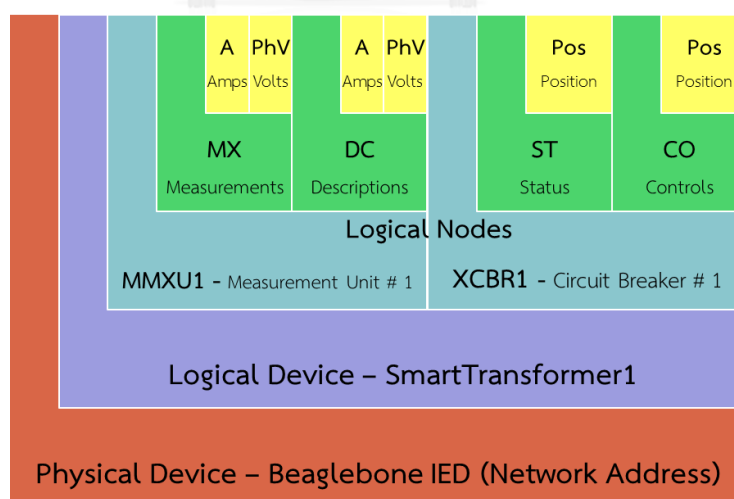 A PhV A PhV Pos Pos
Amps Volts Amps Volts Position Position
MX DC ST CO
Measurements Descriptions Status Controls
Logical Nodes
MMXU1 - Measurement Unit # 1 XCBR1 - Circuit Breaker # 1
Logical Device – SmartTransformer1
Physical Device – Beaglebone IED (Network Address)